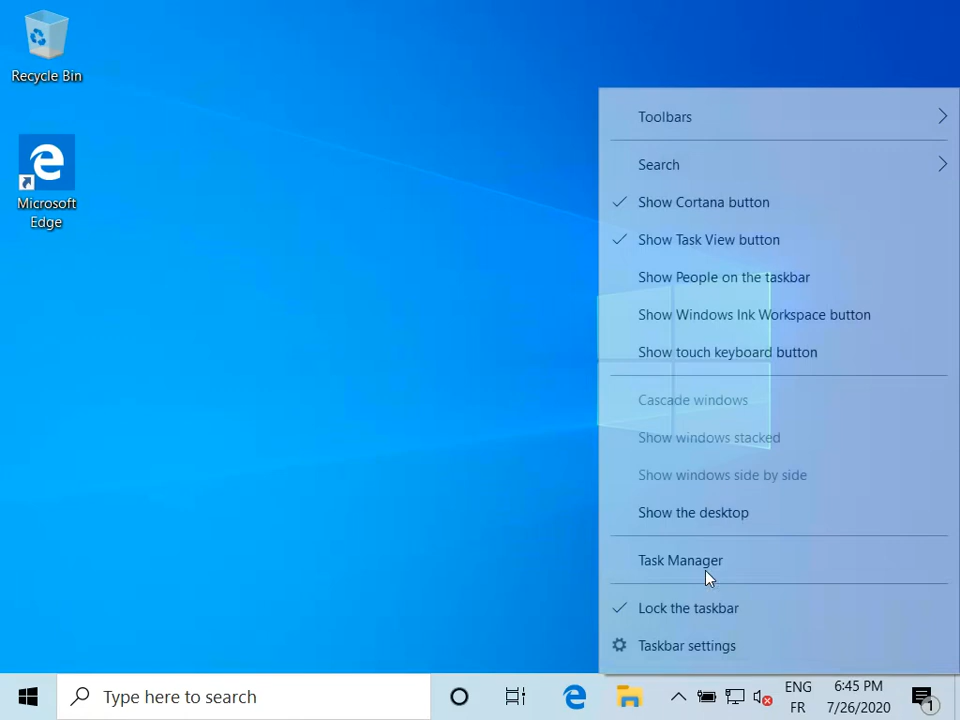 Recycle Bin
Microsoft
Edge
Toolbars
Search
Show Cortana button
Show Task View button
Show People on the taskbar
Show Windows Ink Workspace button
Show touch keyboard button
Cascade windows
Show windows stacked
Show windows side by side
Show the desktop
Task Manager
Lock the taskbar
Taskbar settings
Type here to search
ENG
FR
6:45 PM
7/26/2020
1